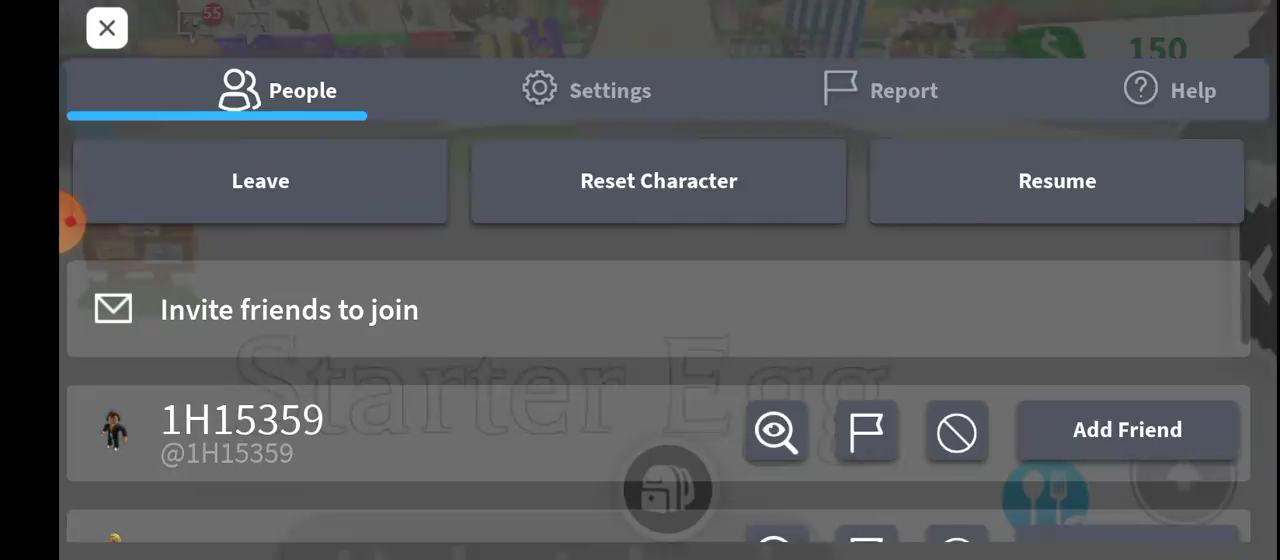 55
150
People
Settings
Report
Help
Leave
Reset Character
Resume
Invite friends to join
Starter Egg
1H15359
@1H15359
Add Friend